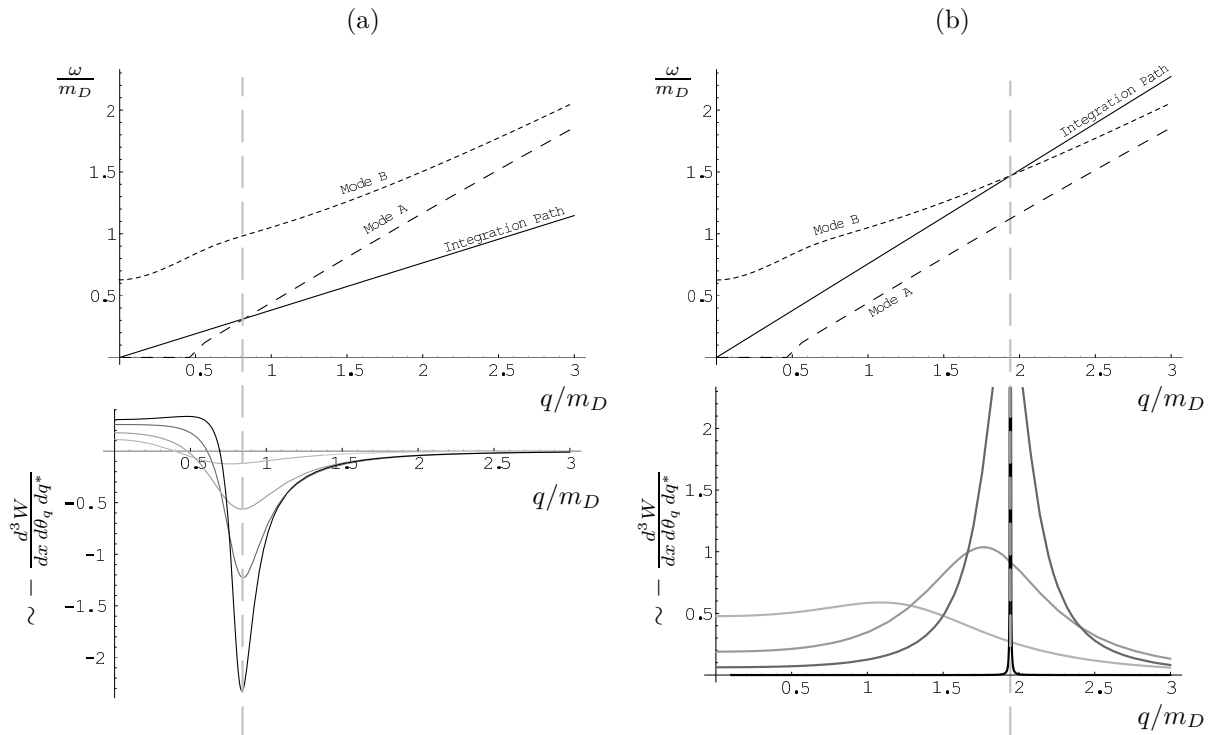 (a)
ω/m_D
2
1.5
1
0.5
Mode B
Mode A
Integration Path
0.5 1 1.5 2 2.5 3
q/m_D
0.5 1 1.5 2 2.5 3
q/m_D
-0.5
-1
-1.5
-2
~ − d³W / dx dθ_q dq*
(b)
ω/m_D
2
1.5
1
0.5
Integration Path
Mode B
Mode A
0.5 1 1.5 2 2.5 3
q/m_D
2
1.5
1
0.5
~ − d³W / dx dθ_q dq*
0.5 1 1.5 2 2.5 3
q/m_D